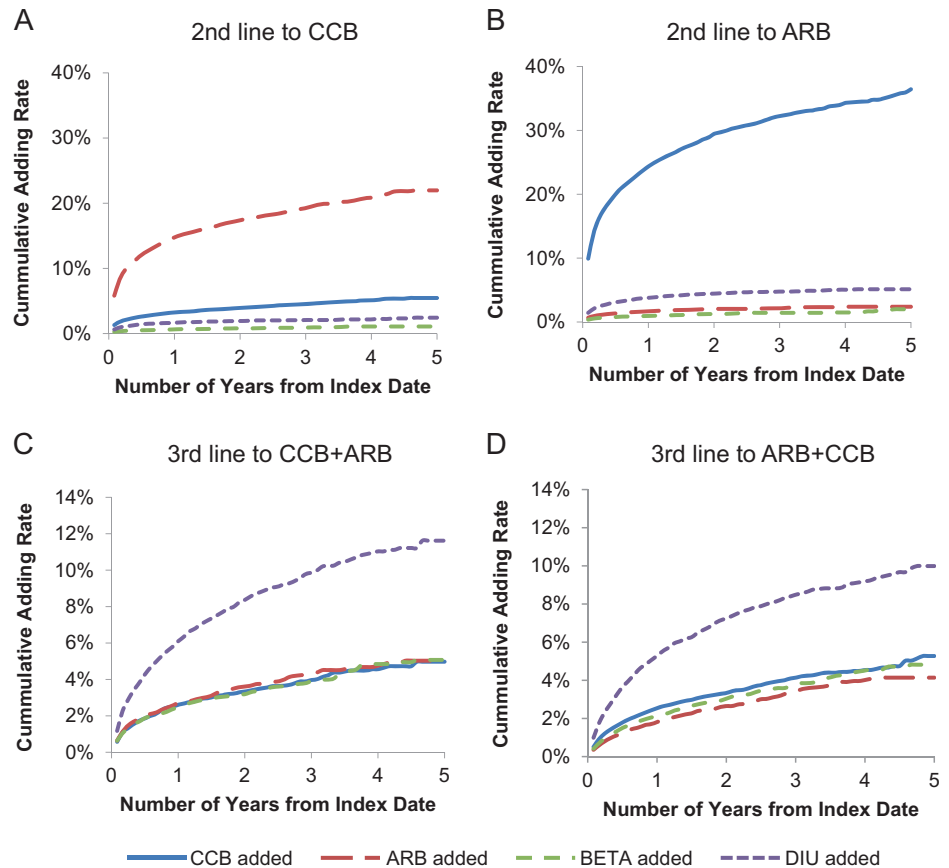 A
2nd line to CCB
Cummulative Adding Rate
40%
30%
20%
10%
0%
0 1 2 3 4 5
Number of Years from Index Date
B
2nd line to ARB
Cummulative Adding Rate
40%
30%
20%
10%
0%
0 1 2 3 4 5
Number of Years from Index Date
C
3rd line to CCB+ARB
Cummulative Adding Rate
14%
12%
10%
8%
6%
4%
2%
0%
0 1 2 3 4 5
Number of Years from Index Date
D
3rd line to ARB+CCB
Cummulative Adding Rate
14%
12%
10%
8%
6%
4%
2%
0%
0 1 2 3 4 5
Number of Years from Index Date
CCB added ARB added BETA added DIU added